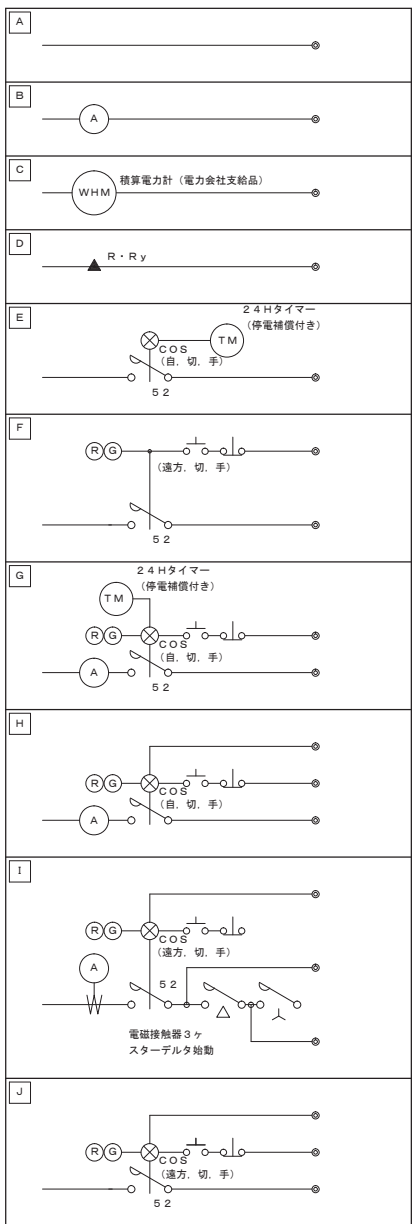 A
B
A
C
WHM
積算電力計（電力会社支給品）
D
R・Ry
E
24Hタイマー
（停電補償付き）
TM
COS
（自，切，手）
52
F
R G
（遠方，切，手）
52
G
24Hタイマー
（停電補償付き）
TM
R G
COS
（自，切，手）
A
52
H
R G
COS
（自，切，手）
A
52
I
R G
COS
（遠方，切，手）
A
52
電磁接触器3ヶ
スターデルタ始動
J
R G
COS
（遠方，切，手）
52